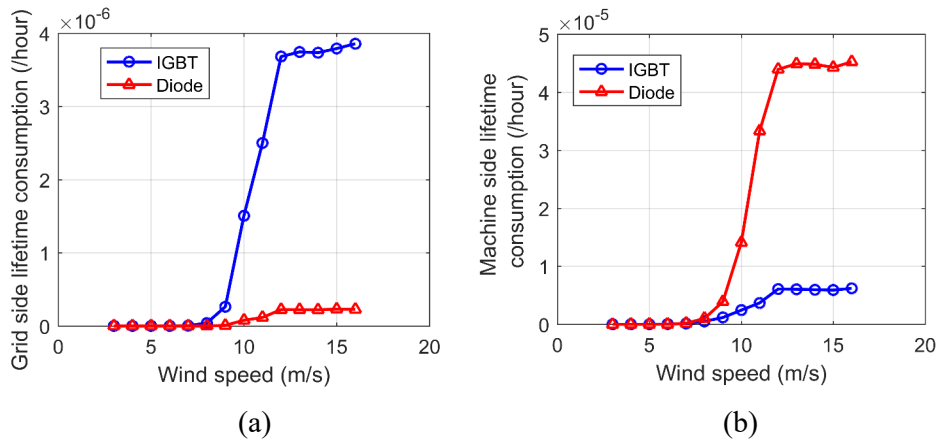 ×10⁻⁶
4
2
0
0
5
10
15
20
IGBT
Diode
Grid side lifetime consumption (/hour)
Wind speed (m/s)
(a)
×10⁻⁵
5
4
3
2
1
0
0
5
10
15
20
IGBT
Diode
Machine side lifetime
consumption (/hour)
Wind speed (m/s)
(b)